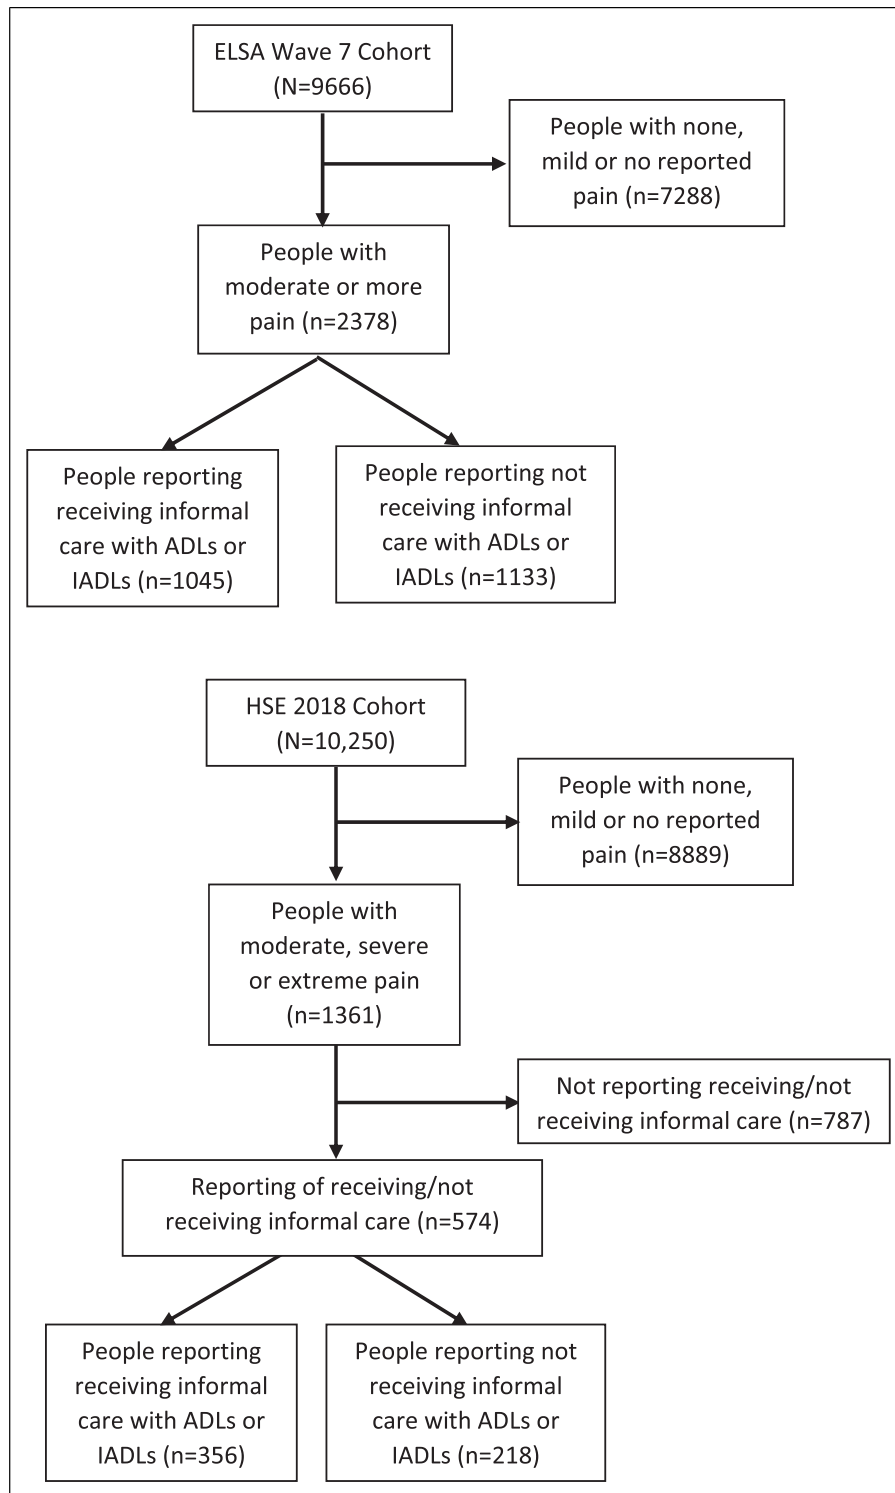 ELSA Wave 7 Cohort
(N=9666)
People with none,
mild or no reported
pain (n=7288)
People with
moderate or more
pain (n=2378)
People reporting
receiving informal
care with ADLs or
IADLs (n=1045)
People reporting not
receiving informal
care with ADLs or
IADLs (n=1133)
HSE 2018 Cohort
(N=10,250)
People with none,
mild or no reported
pain (n=8889)
People with
moderate, severe
or extreme pain
(n=1361)
Not reporting receiving/not
receiving informal care (n=787)
Reporting of receiving/not
receiving informal care (n=574)
People reporting
receiving informal
care with ADLs or
IADLs (n=356)
People reporting not
receiving informal
care with ADLs or
IADLs (n=218)